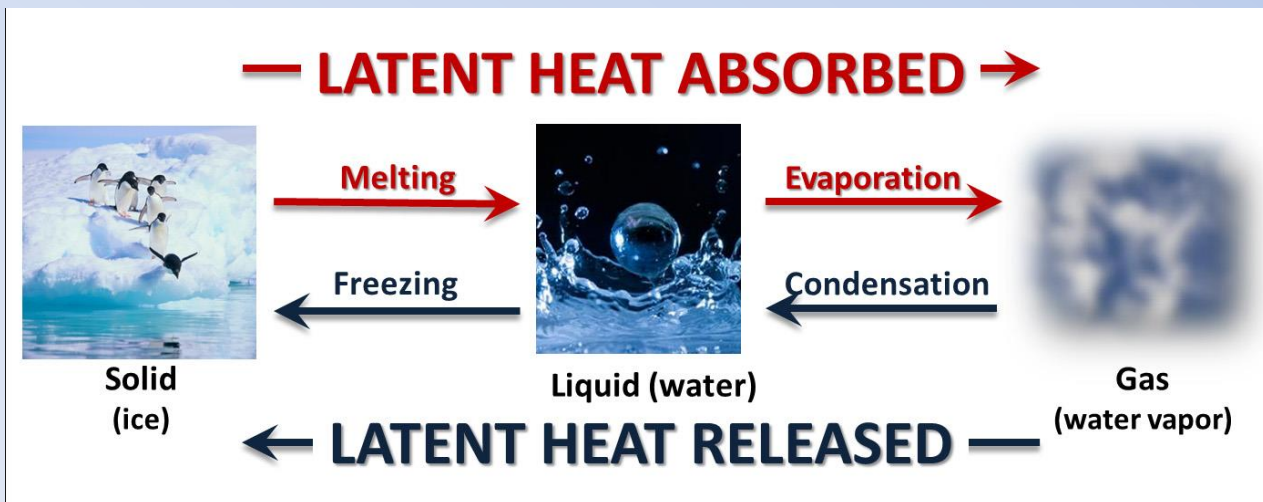 LATENT HEAT ABSORBED
Melting
Evaporation
Freezing
Condensation
Solid
(ice)
Liquid (water)
Gas
(water vapor)
LATENT HEAT RELEASED